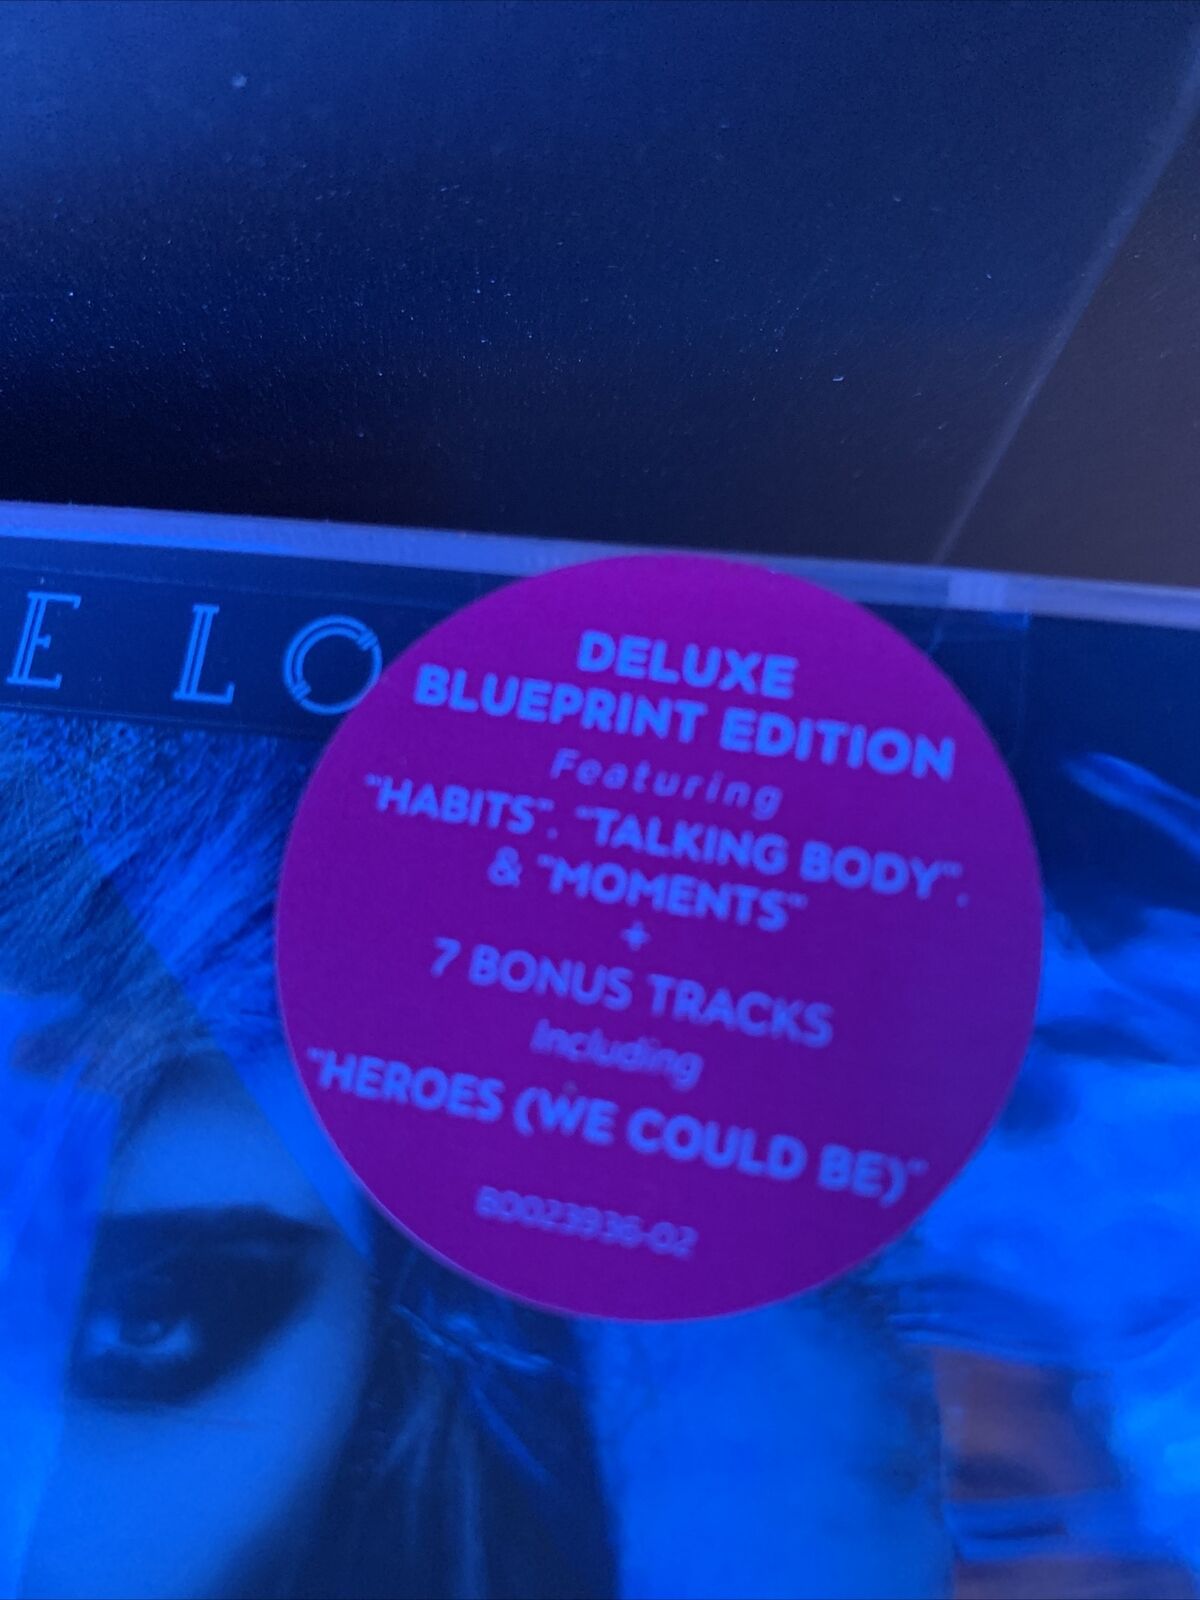 E LO
DELUXE
BLUEPRINT EDITION
Featuring
"HABITS", "TALKING BODY",
& "MOMENTS"
+
7 BONUS TRACKS
Including
"HEROES (WE COULD BE)"
B0023936-02